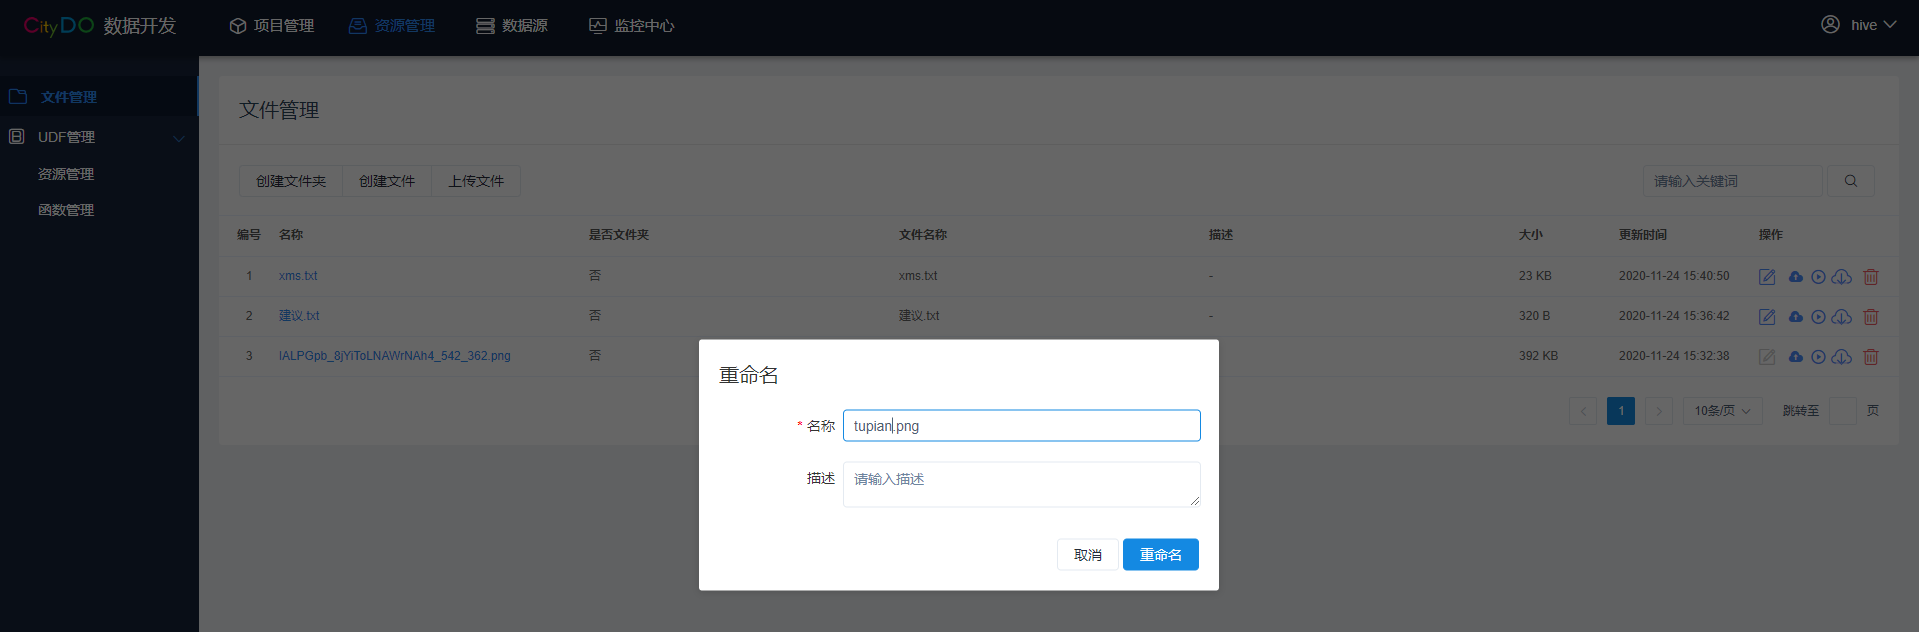 CityDO 数据开发 项目管理 资源管理 数据源 监控中心 hive
文件管理
UDF管理
资源管理
函数管理
文件管理
创建文件夹 创建文件 上传文件 请输入关键词
编号 名称 是否文件夹 文件名称 描述 大小 更新时间 操作
1 xms.txt 否 xms.txt - 23 KB 2020-11-24 15:40:50
2 建议.txt 否 建议.txt - 320 B 2020-11-24 15:36:42
3 lALPGpb_8jYiToLNAWrNAh4_542_362.png 否 392 KB 2020-11-24 15:32:38
1 10条/页 跳转至 页
重命名
* 名称 tupian.png
描述 请输入描述
取消 重命名